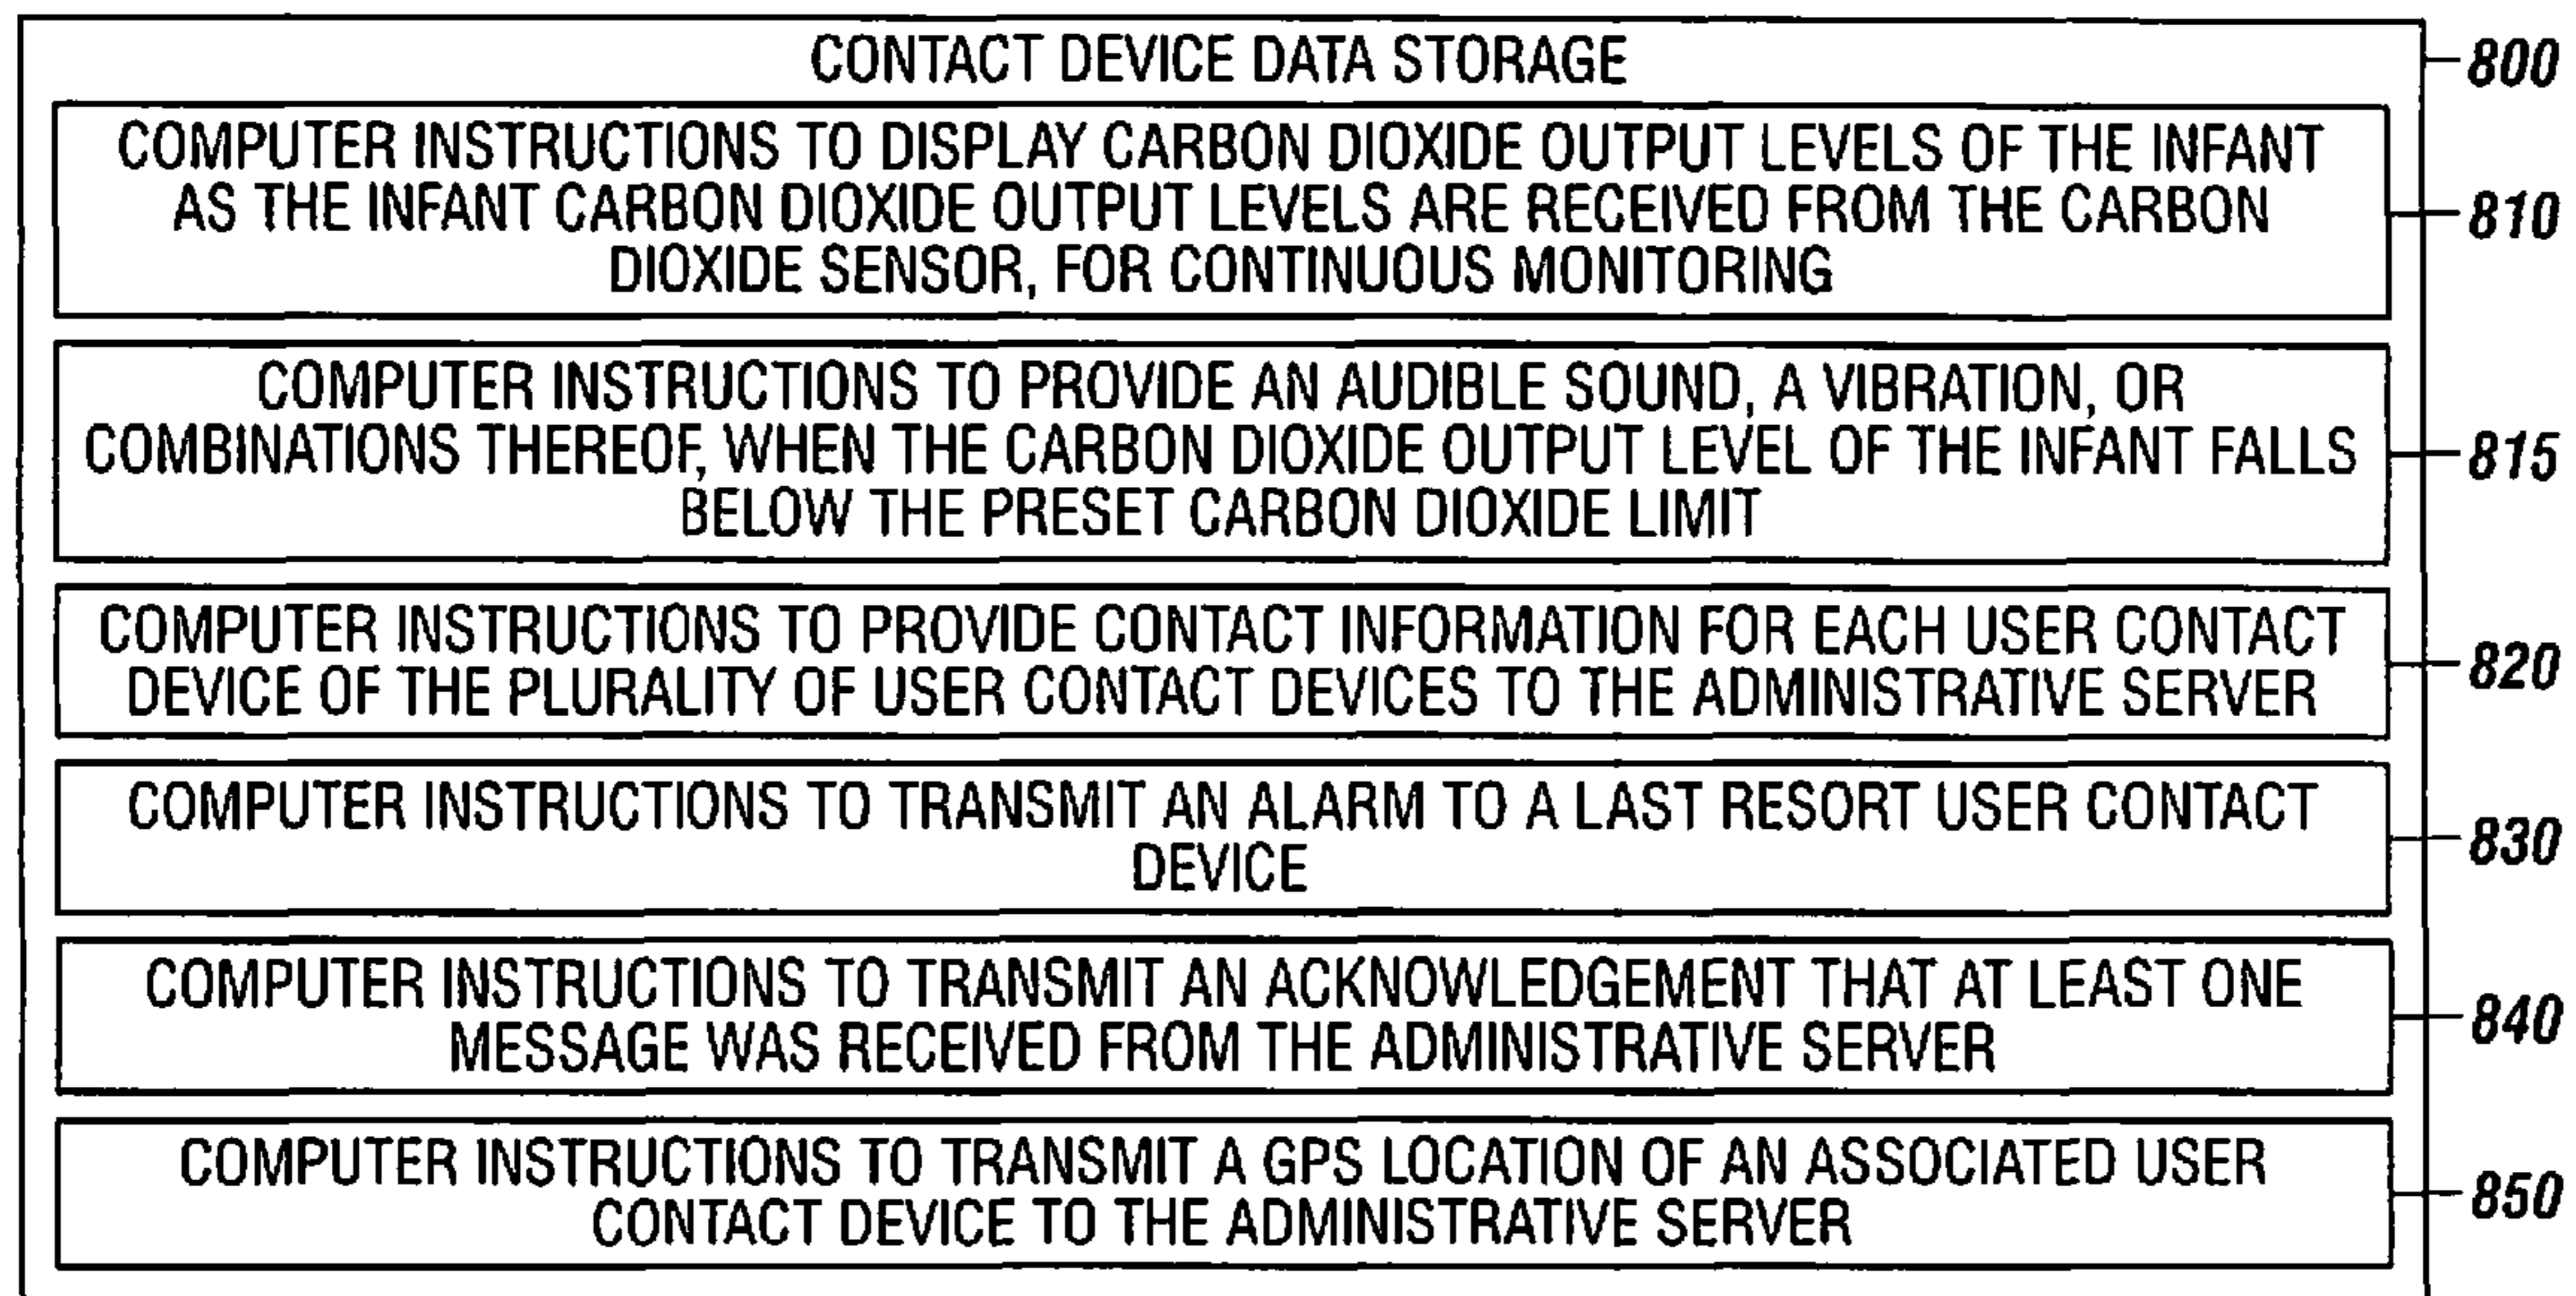 CONTACT DEVICE DATA STORAGE
800
COMPUTER INSTRUCTIONS TO DISPLAY CARBON DIOXIDE OUTPUT LEVELS OF THE INFANT
AS THE INFANT CARBON DIOXIDE OUTPUT LEVELS ARE RECEIVED FROM THE CARBON
DIOXIDE SENSOR, FOR CONTINUOUS MONITORING
810
COMPUTER INSTRUCTIONS TO PROVIDE AN AUDIBLE SOUND, A VIBRATION, OR
COMBINATIONS THEREOF, WHEN THE CARBON DIOXIDE OUTPUT LEVEL OF THE INFANT FALLS
BELOW THE PRESET CARBON DIOXIDE LIMIT
815
COMPUTER INSTRUCTIONS TO PROVIDE CONTACT INFORMATION FOR EACH USER CONTACT
DEVICE OF THE PLURALITY OF USER CONTACT DEVICES TO THE ADMINISTRATIVE SERVER
820
COMPUTER INSTRUCTIONS TO TRANSMIT AN ALARM TO A LAST RESORT USER CONTACT
DEVICE
830
COMPUTER INSTRUCTIONS TO TRANSMIT AN ACKNOWLEDGEMENT THAT AT LEAST ONE
MESSAGE WAS RECEIVED FROM THE ADMINISTRATIVE SERVER
840
COMPUTER INSTRUCTIONS TO TRANSMIT A GPS LOCATION OF AN ASSOCIATED USER
CONTACT DEVICE TO THE ADMINISTRATIVE SERVER
850